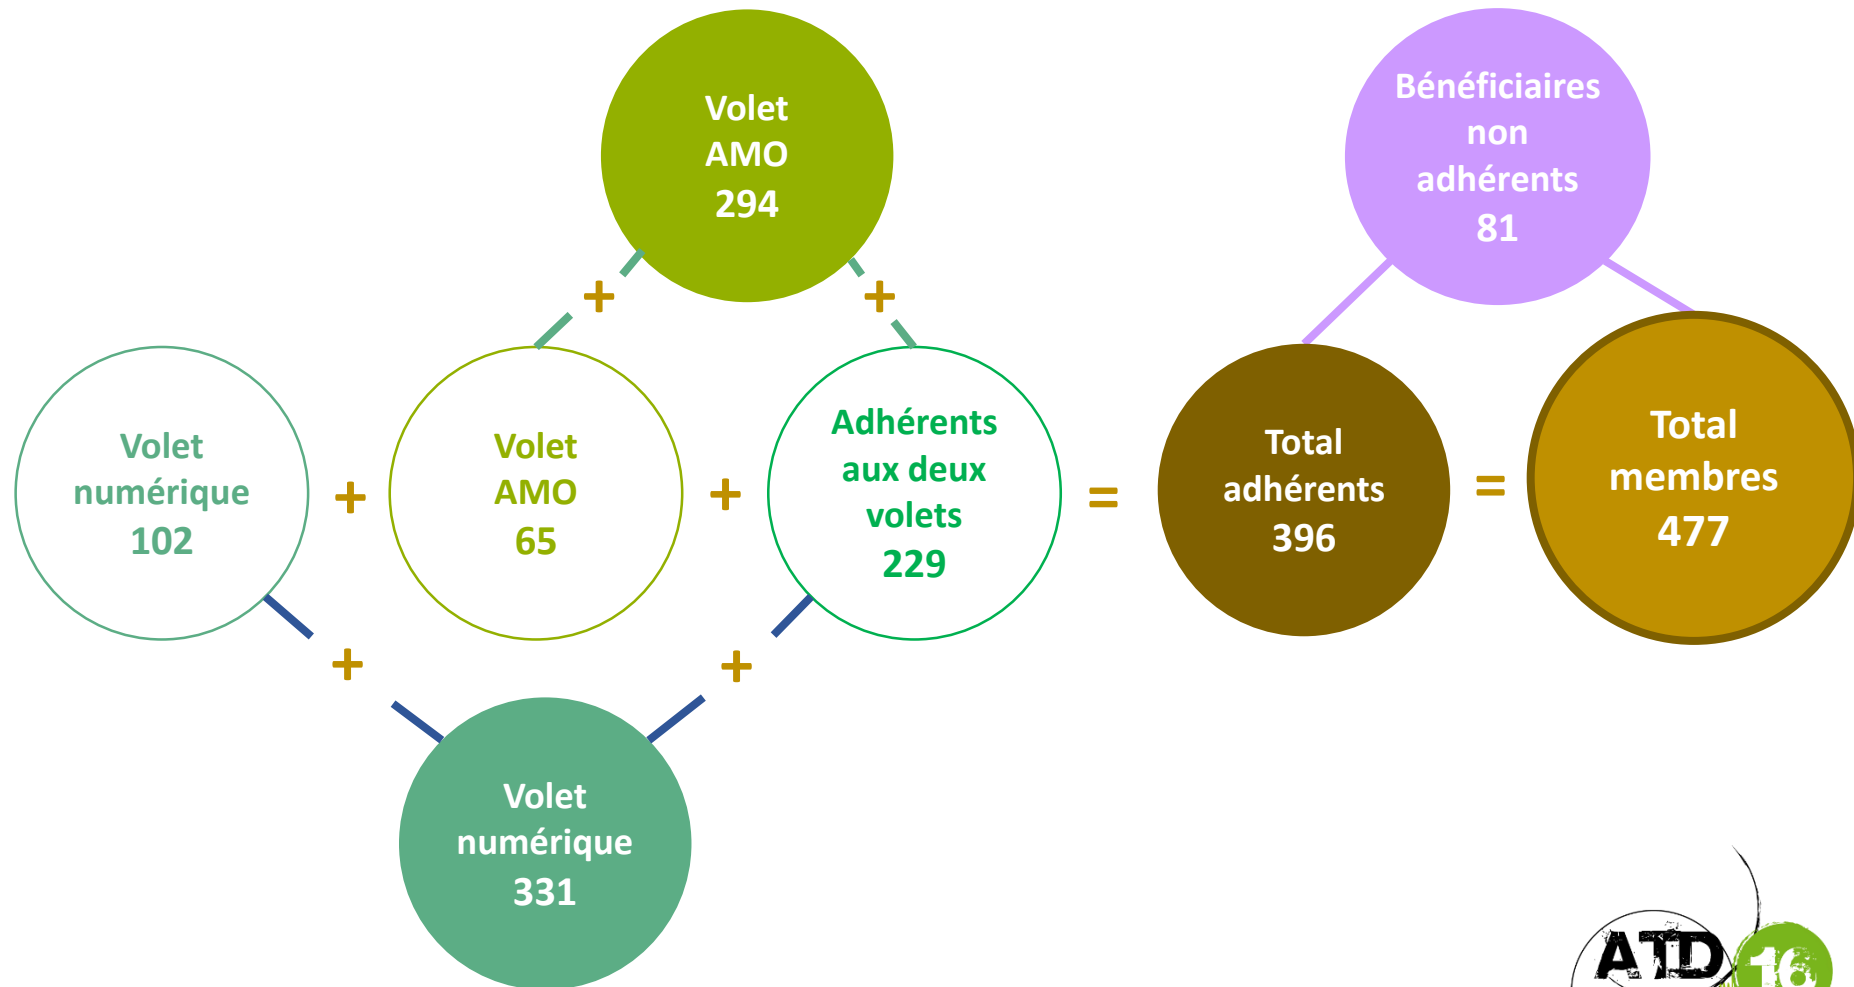 Volet
AMO
294
Bénéficiaires
non
adhérents
81
+
+
Volet
numérique
102
+
Volet
AMO
65
+
Adhérents
aux deux
volets
229
=
Total
adhérents
396
=
Total
membres
477
+
+
Volet
numérique
331
ATD
16